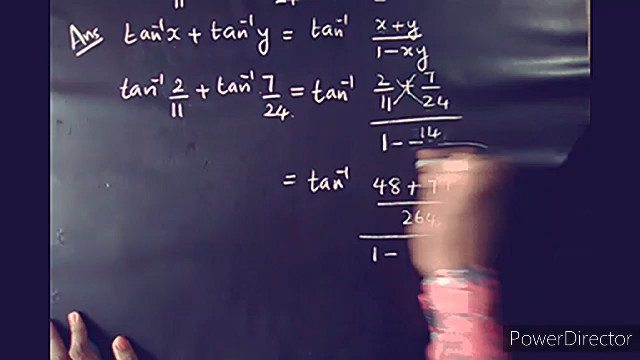 Ans tan⁻¹x + tan⁻¹y = tan⁻¹ x+y / 1-xy
tan⁻¹ 2/11 + tan⁻¹ 7/24 = tan⁻¹ 2/11 + 7/24
1 - 14
= tan⁻¹ 48 + 7
264
1 -
PowerDirector